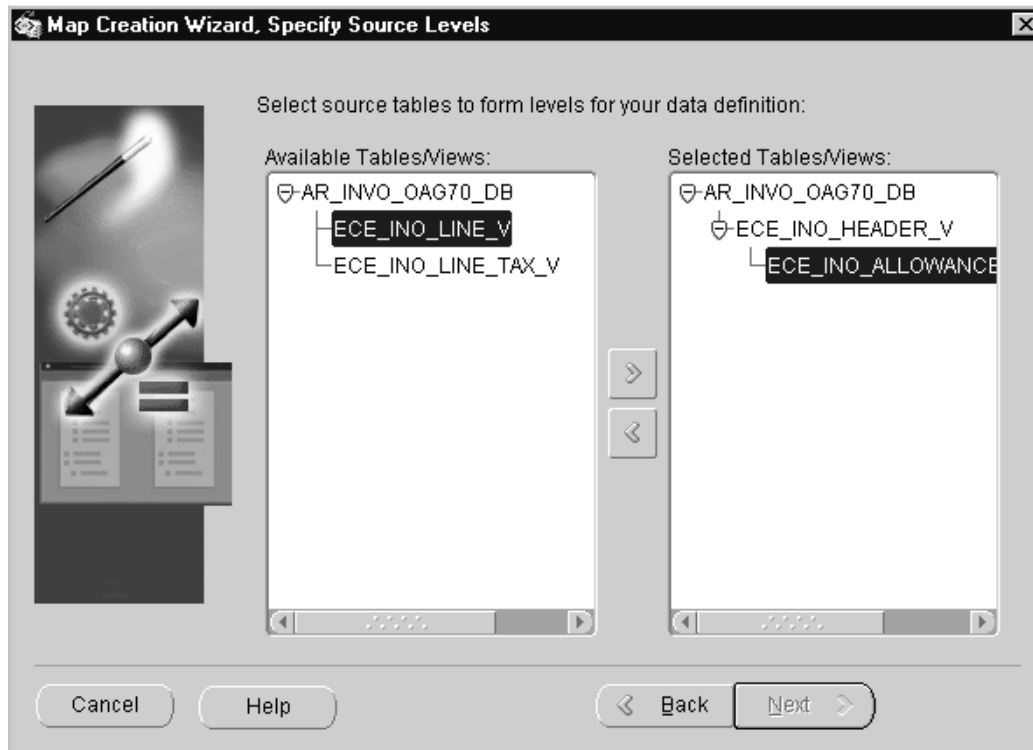 Map Creation Wizard, Specify Source Levels
Select source tables to form levels for your data definition:
Available Tables/Views:
AR_INVO_OAG70_DB
ECE_INO_LINE_V
ECE_INO_LINE_TAX_V
Selected Tables/Views:
AR_INVO_OAG70_DB
ECE_INO_HEADER_V
ECE_INO_ALLOWANCE
Cancel
Help
Back
Next